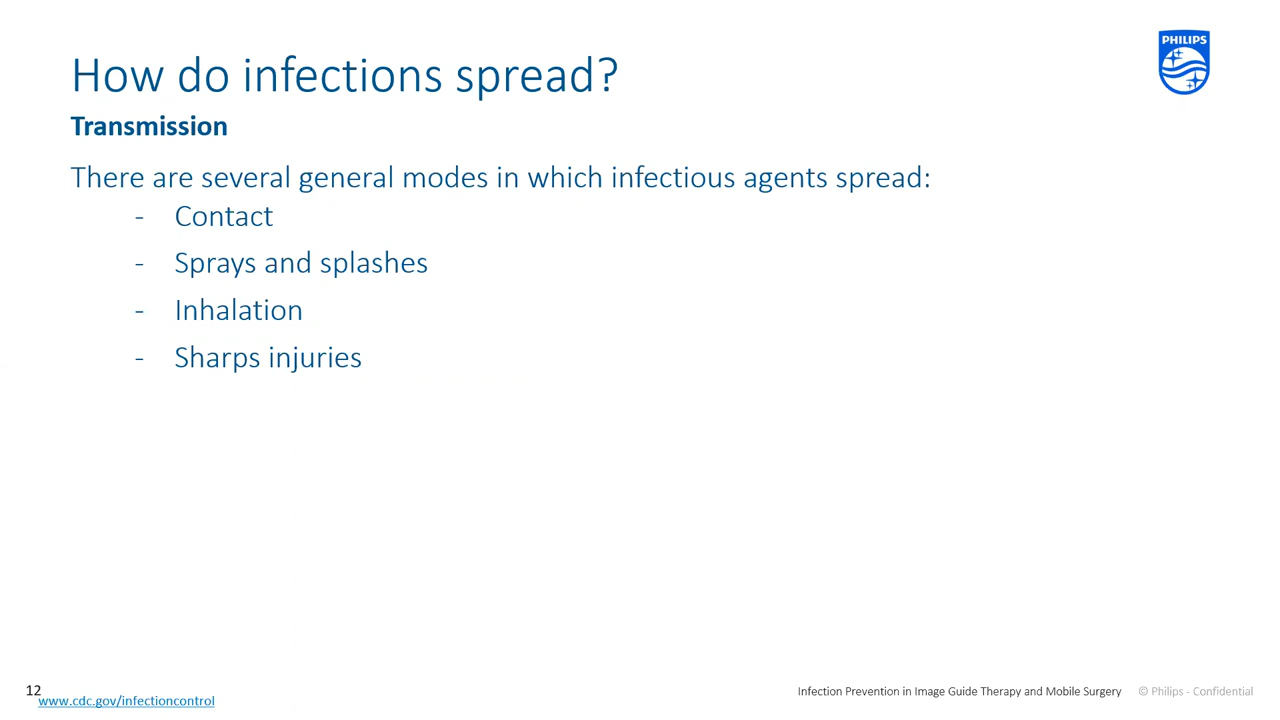 PHILIPS
How do infections spread?
Transmission
There are several general modes in which infectious agents spread:
- Contact
- Sprays and splashes
- Inhalation
- Sharps injuries
12
www.cdc.gov/infectioncontrol
Infection Prevention in Image Guide Therapy and Mobile Surgery © Philips - Confidential